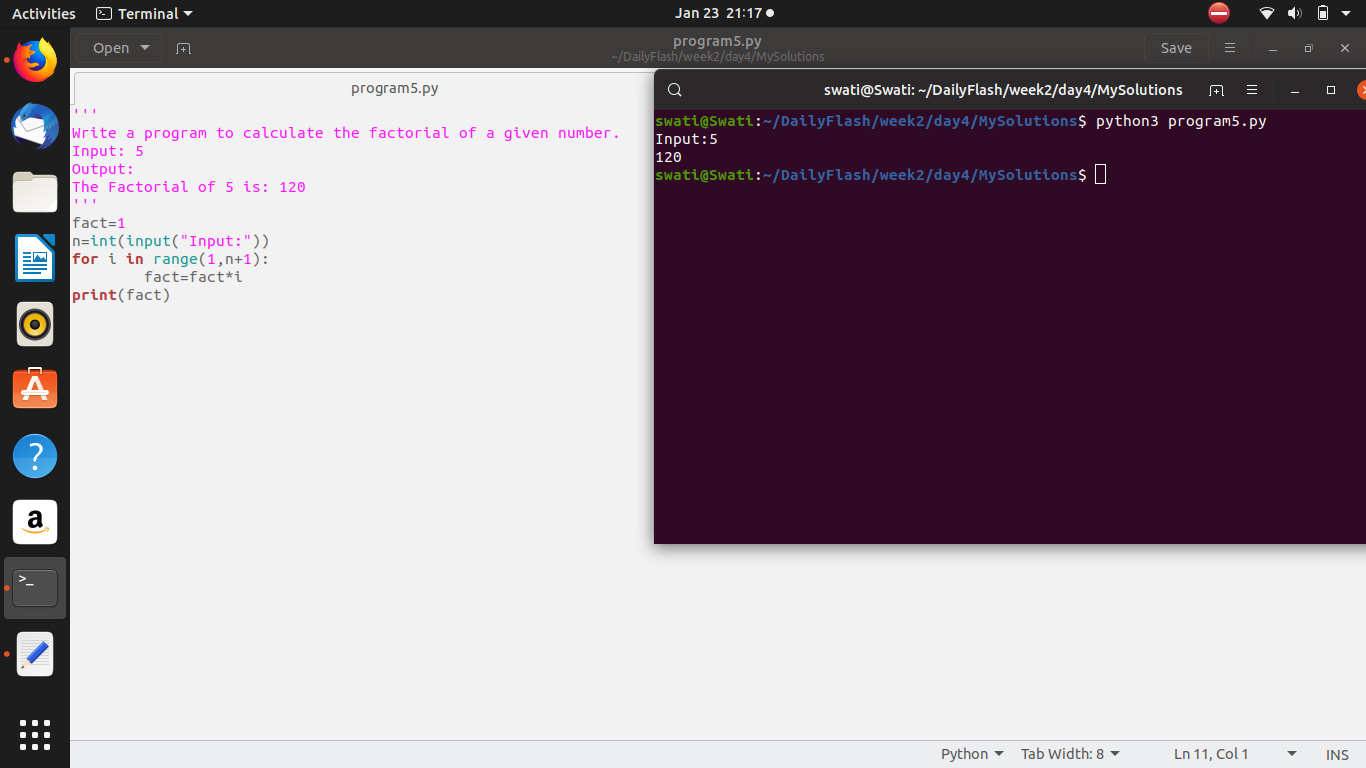 Activities
Terminal
Jan 23 21:17
Open
program5.py
~/DailyFlash/week2/day4/MySolutions
Save
program5.py
'''
Write a program to calculate the factorial of a given number.
Input: 5
Output:
The Factorial of 5 is: 120
'''
fact=1
n=int(input("Input:"))
for i in range(1,n+1):
        fact=fact*i
print(fact)
swati@Swati: ~/DailyFlash/week2/day4/MySolutions
swati@Swati:~/DailyFlash/week2/day4/MySolutions$ python3 program5.py
Input:5
120
swati@Swati:~/DailyFlash/week2/day4/MySolutions$
?
a
>_
Python
Tab Width: 8
Ln 11, Col 1
INS